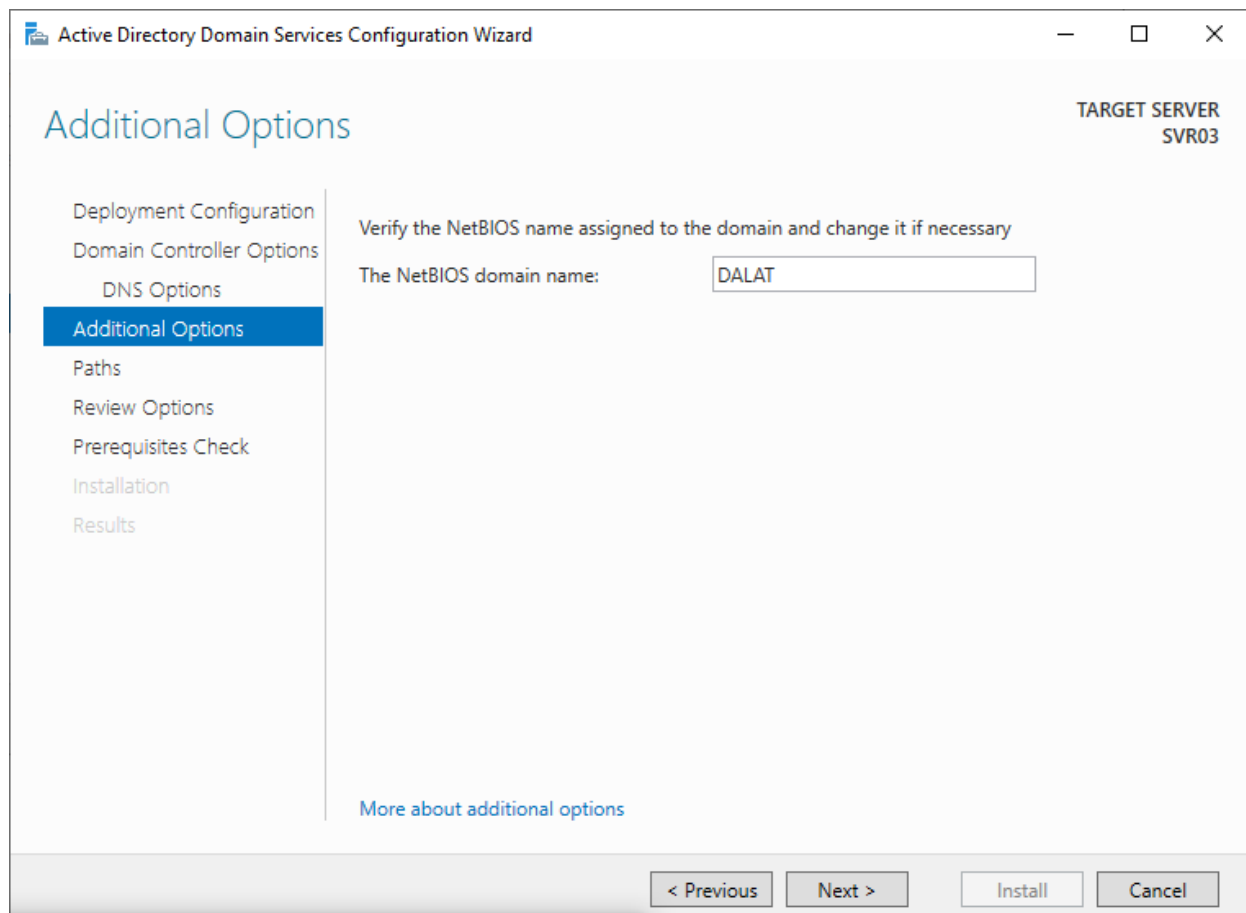 Active Directory Domain Services Configuration Wizard
Additional Options
TARGET SERVER
SVR03
Deployment Configuration
Domain Controller Options
DNS Options
Additional Options
Paths
Review Options
Prerequisites Check
Installation
Results
Verify the NetBIOS name assigned to the domain and change it if necessary
The NetBIOS domain name: DALAT
More about additional options
< Previous Next > Install Cancel